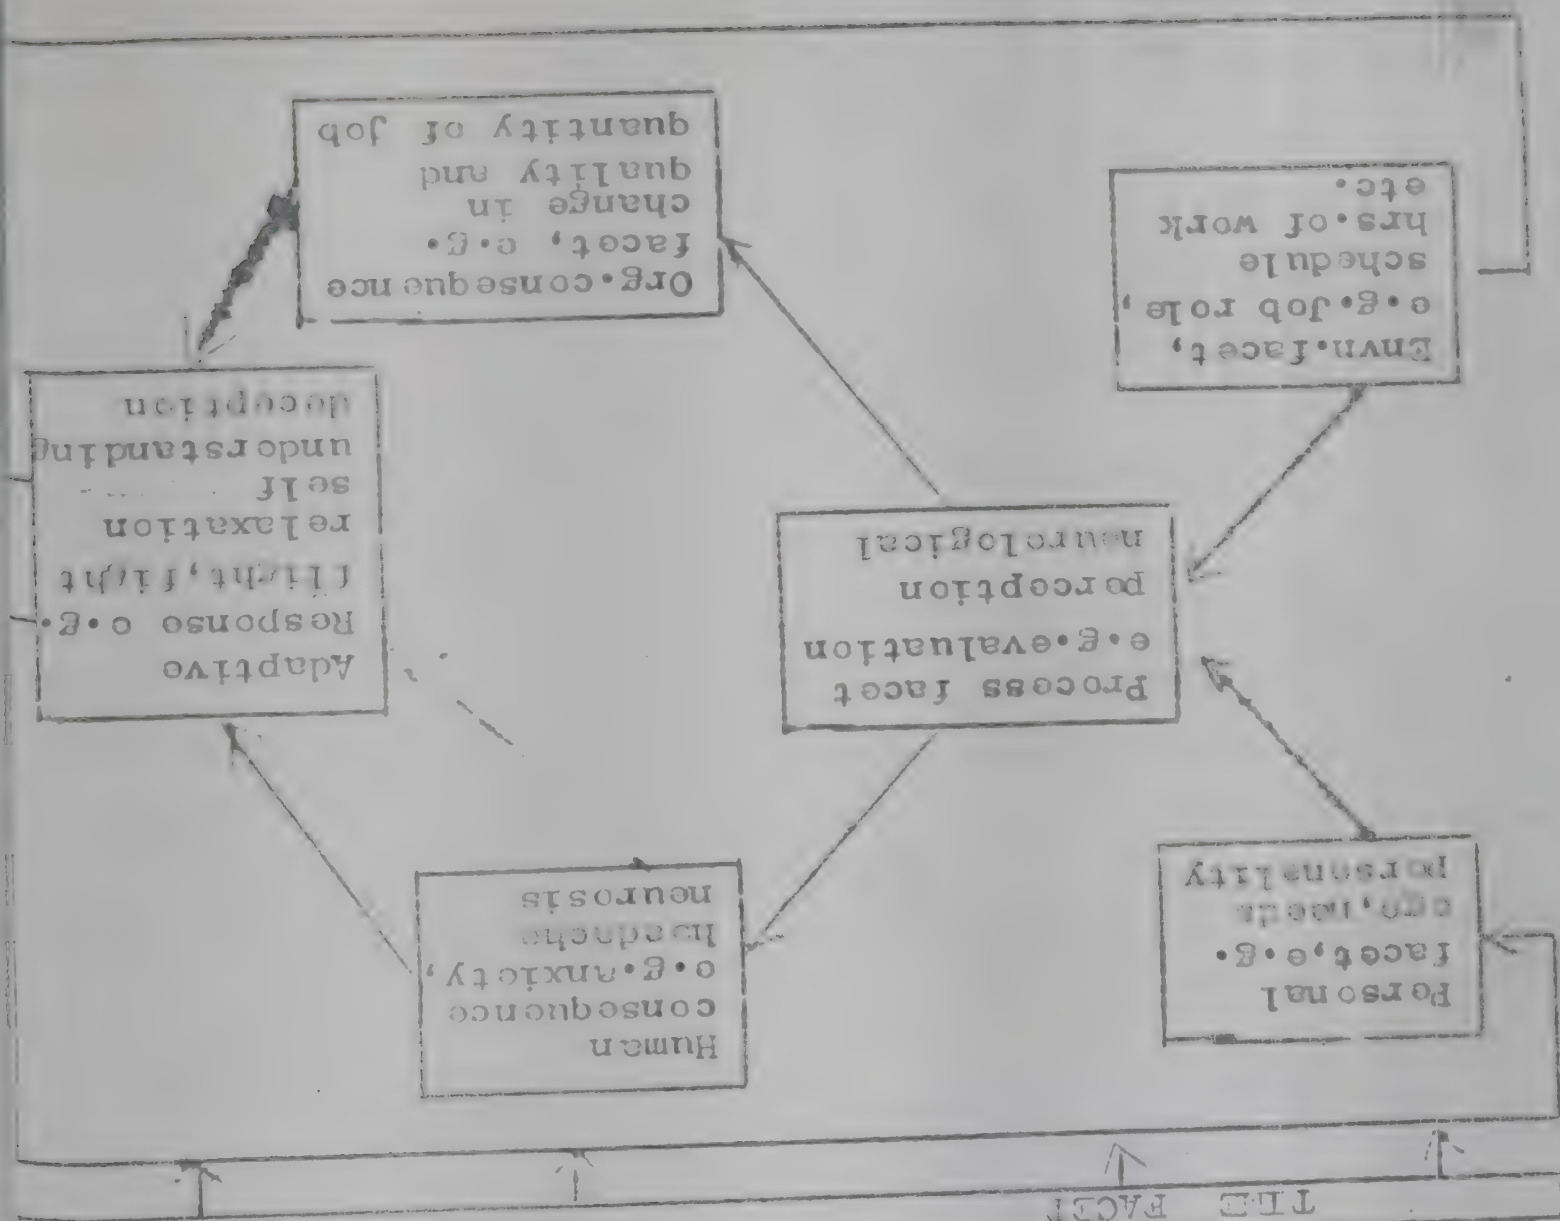 TIME FACET
Personal
facet,e.g.
ego,needs
personality
Human
consequence
e.g.Anxiety,
headache
neurosis
Process facet
e.g.evaluation
perception
neurological
Adaptive
Response e.g.
flight,fight
relaxation
self
understanding
deception
Envn.facet,
e.g.Job role,
schedule
hrs.of work
etc.
Org.consequence
facet, e.g.
change in
quality and
quantity of job